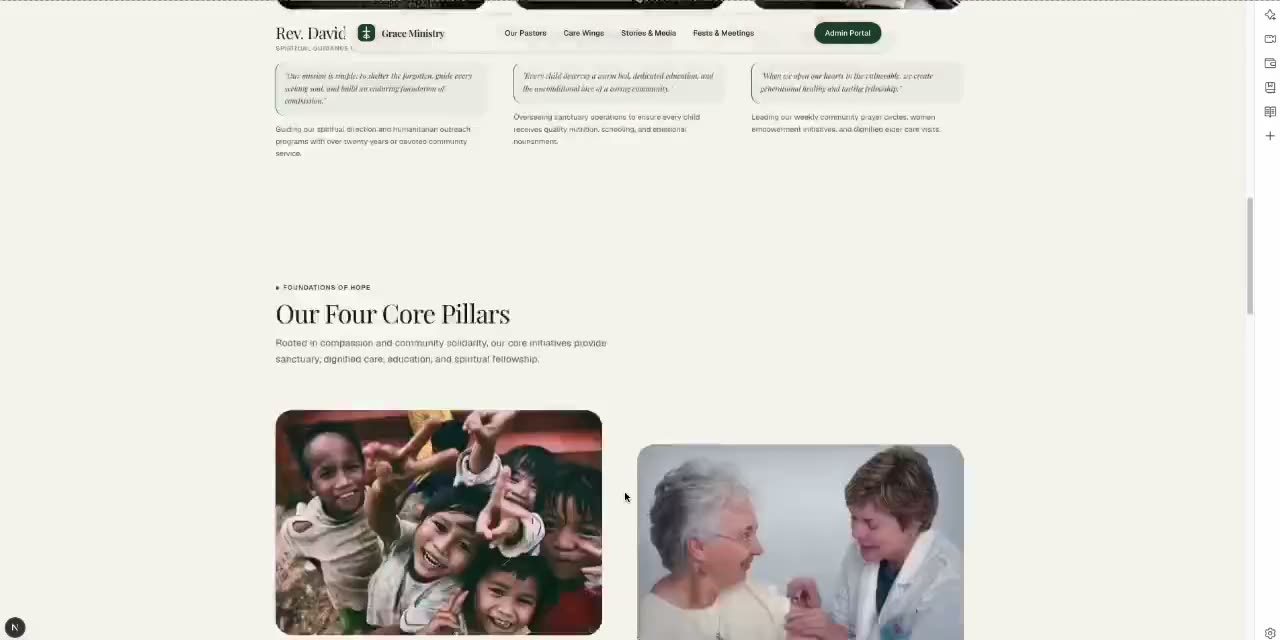 Rev. David
Grace Ministry
Our Pastors
Care Wings
Stories & Media
Fasts & Meetings
Admin Portal
SPIRITUAL GUIDANCE
"Our mission is simple: to shelter the forgotten, guide every
seeking soul, and build an enduring foundation of
compassion."
Guiding our spiritual direction and humanitarian outreach
programs with over twenty years of devoted community
service.
"Every child deserves a warm bed, dedicated education, and
the unconditional love of a caring community."
Overseeing sanctuary operations to ensure every child
receives quality nutrition, schooling, and emotional
nourishment.
"When we open our hearts to the vulnerable, we create
generational healing and lasting fellowship."
Leading our weekly community prayer circles, women
empowerment initiatives, and dignified elder care visits.
FOUNDATIONS OF HOPE
Our Four Core Pillars
Rooted in compassion and community solidarity, our core initiatives provide
sanctuary, dignified care, education, and spiritual fellowship.
N